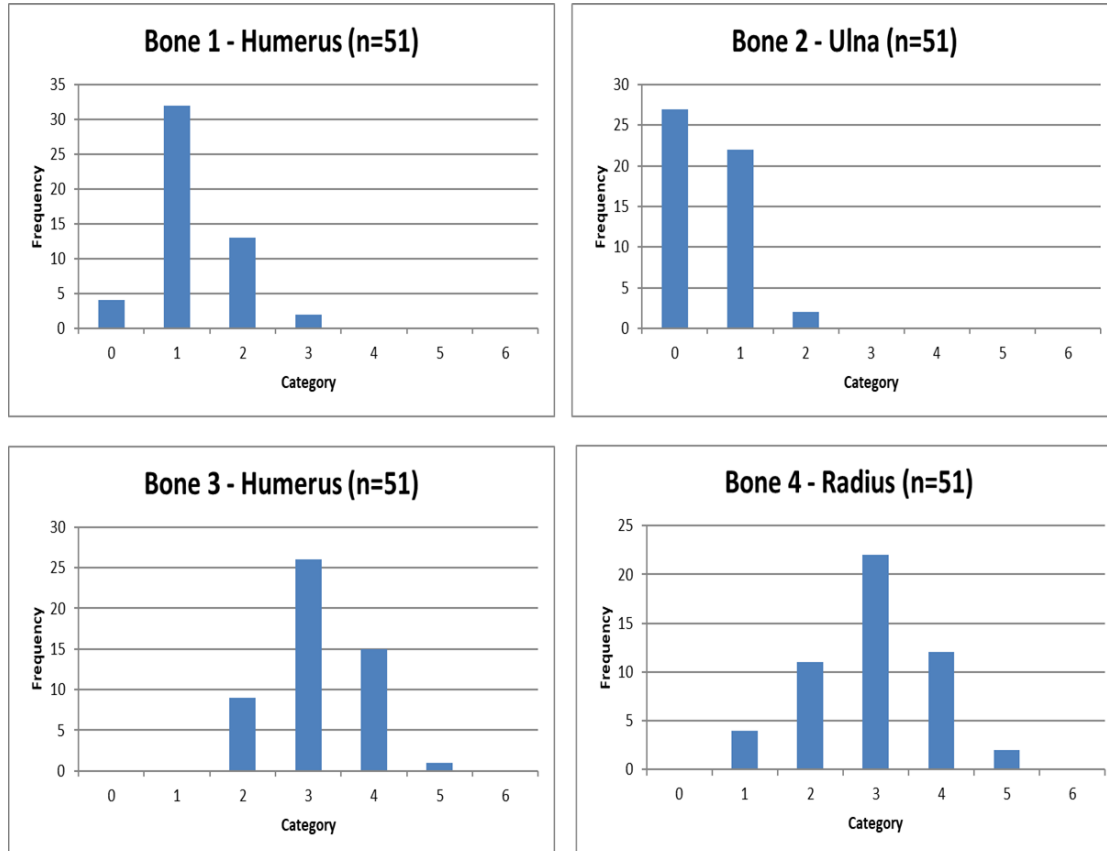 Bone 1 - Humerus (n=51)
35
30
25
20
15
10
5
0
Frequency
0 1 2 3 4 5 6
Category
Bone 2 - Ulna (n=51)
30
25
20
15
10
5
0
Frequency
0 1 2 3 4 5 6
Category
Bone 3 - Humerus (n=51)
30
25
20
15
10
5
0
Frequency
0 1 2 3 4 5 6
Category
Bone 4 - Radius (n=51)
25
20
15
10
5
0
Frequency
0 1 2 3 4 5 6
Category